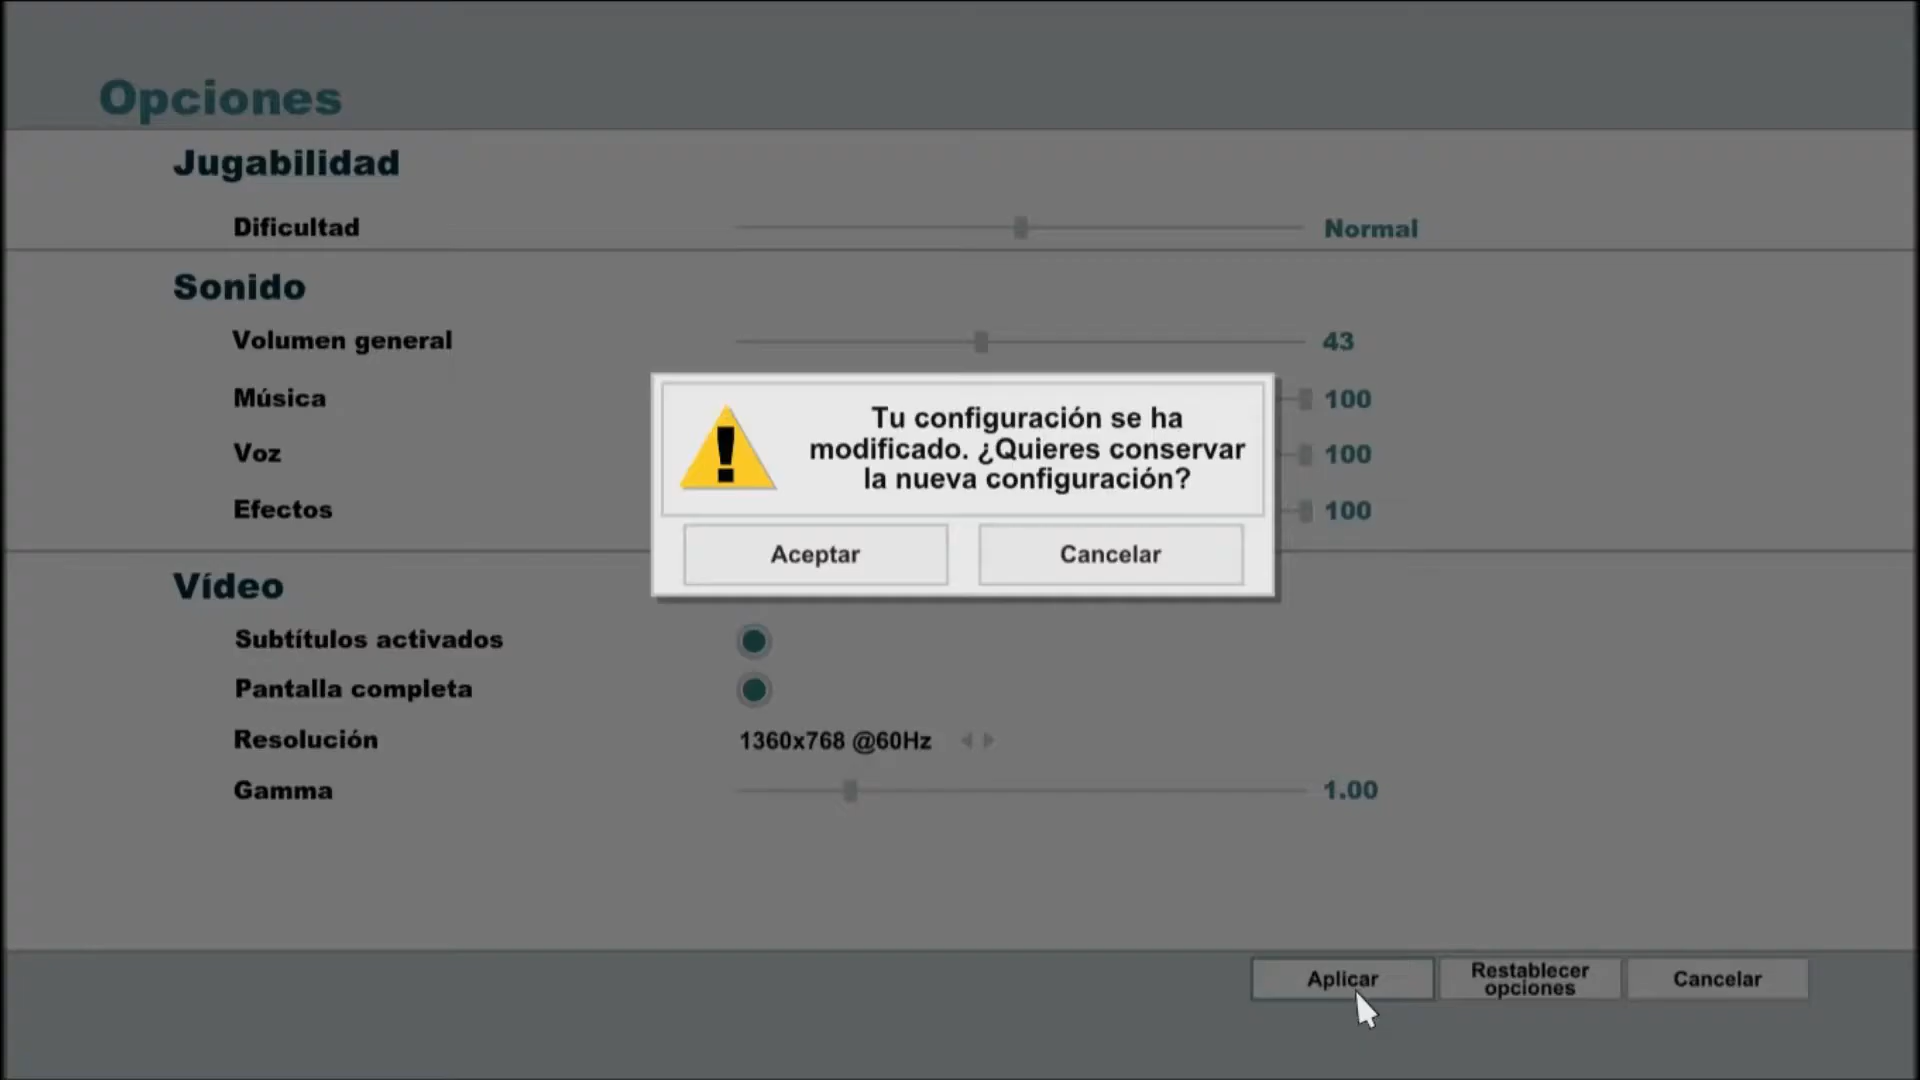 Opciones
Jugabilidad
Dificultad
Normal
Sonido
Volumen general
43
Música
100
Voz
100
Efectos
100
Tu configuración se ha
modificado. ¿Quieres conservar
la nueva configuración?
Aceptar
Cancelar
Vídeo
Subtítulos activados
Pantalla completa
Resolución
1360x768 @60Hz
Gamma
1.00
Aplicar
Restablecer
opciones
Cancelar